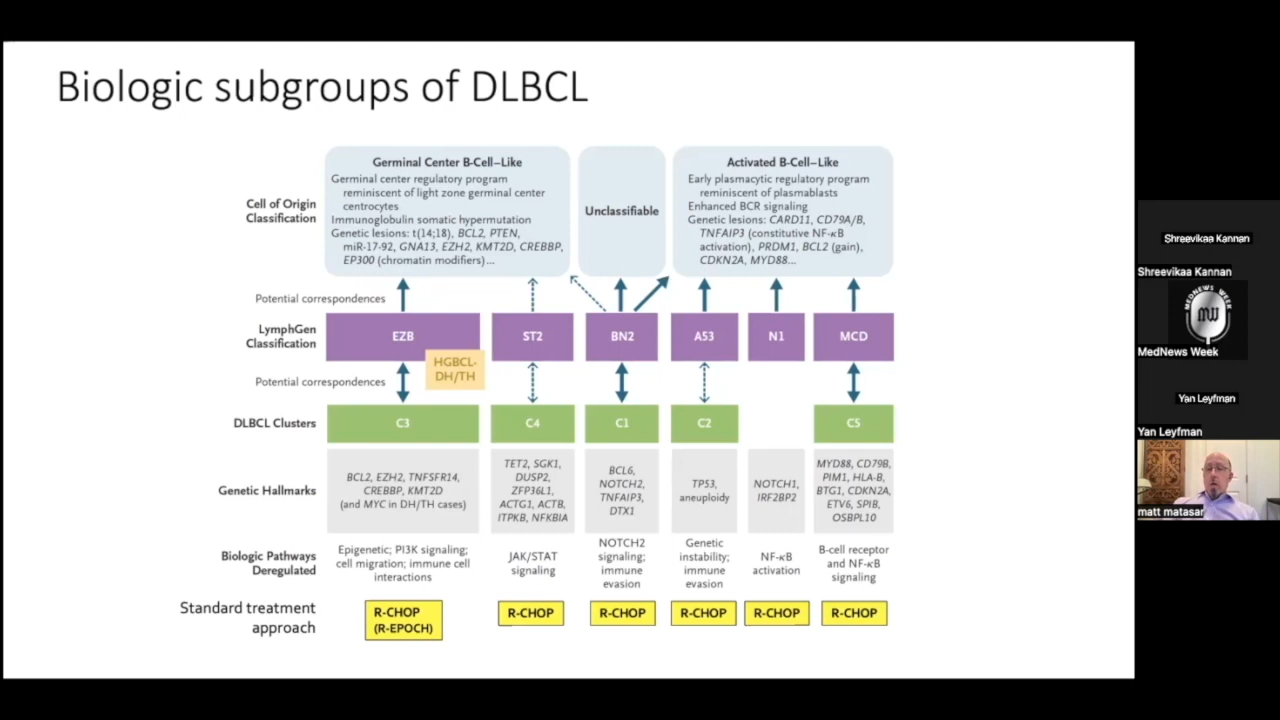 Biologic subgroups of DLBCL
Cell of Origin
Classification
Germinal Center B-Cell–Like
Germinal center regulatory program
reminiscent of light zone germinal center
centrocytes
Immunoglobulin somatic hypermutation
Genetic lesions: t(14;18), BCL2, PTEN,
miR-17-92, GNA13, EZH2, KMT2D, CREBBP,
EP300 (chromatin modifiers)...
Unclassifiable
Activated B-Cell–Like
Early plasmacytic regulatory program
reminiscent of plasmablasts
Enhanced BCR signaling
Genetic lesions: CARD11, CD79A/B,
TNFAIP3 (constitutive NF-κB
activation), PRDM1, BCL2 (gain),
CDKN2A, MYD88...
Potential correspondences
LymphGen
Classification
EZB
ST2
BN2
A53
N1
MCD
HGBCL-
DH/TH
Potential correspondences
DLBCL Clusters
C3
C4
C1
C2
C5
Genetic Hallmarks
BCL2, EZH2, TNFSFR14,
CREBBP, KMT2D
(and MYC in DH/TH cases)
TET2, SGK1,
DUSP2,
ZFP36L1,
ACTG1, ACTB,
ITPKB, NFKBIA
BCL6,
NOTCH2,
TNFAIP3,
DTX1
TP53,
aneuploidy
NOTCH1,
IRF2BP2
MYD88, CD79B,
PIM1, HLA-B,
BTG1, CDKN2A,
ETV6, SPIB,
OSBPL10
Biologic Pathways
Deregulated
Epigenetic; PI3K signaling;
cell migration; immune cell
interactions
JAK/STAT
signaling
NOTCH2
signaling;
immune
evasion
Genetic
instability;
immune
evasion
NF-κB
activation
B-cell receptor
and NF-κB
signaling
Standard treatment
approach
R-CHOP
(R-EPOCH)
R-CHOP
R-CHOP
R-CHOP
R-CHOP
R-CHOP
Shreevikaa Kannan
Shreevikaa Kannan
MEDNEWS WEEK
MW
MedNews Week
Yan Leyfman
Yan Leyfman
matt matasar